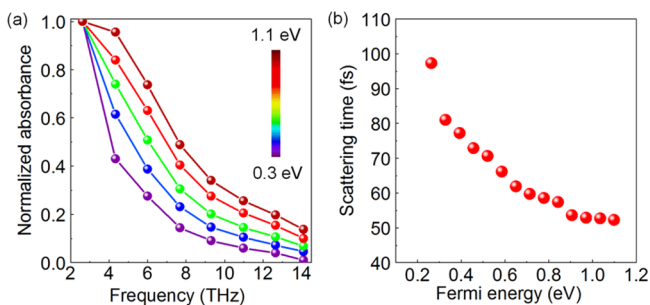 (a)
Normalized absorbance
1.0
0.8
0.6
0.4
0.2
0.0
2 4 6 8 10 12 14
Frequency (THz)
1.1 eV
0.3 eV
(b)
Scattering time (fs)
110
100
90
80
70
60
50
40
0.2 0.4 0.6 0.8 1.0 1.2
Fermi energy (eV)